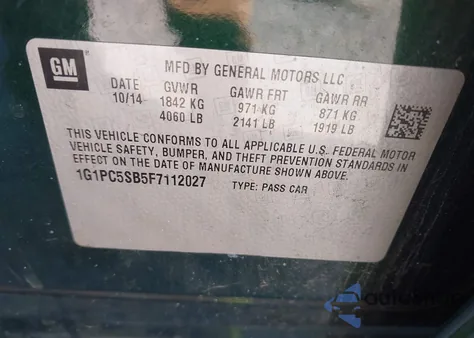 GM
MFD BY GENERAL MOTORS LLC
DATE GVWR GAWR FRT GAWR RR
10/14 1842 KG 971 KG 871 KG
4060 LB 2141 LB 1919 LB
THIS VEHICLE CONFORMS TO ALL APPLICABLE U.S. FEDERAL MOTOR
VEHICLE SAFETY, BUMPER, AND THEFT PREVENTION STANDARDS IN
EFFECT ON THE DATE OF MANUFACTURE SHOWN ABOVE.
1G1PC5SB5F7112027 TYPE: PASS CAR